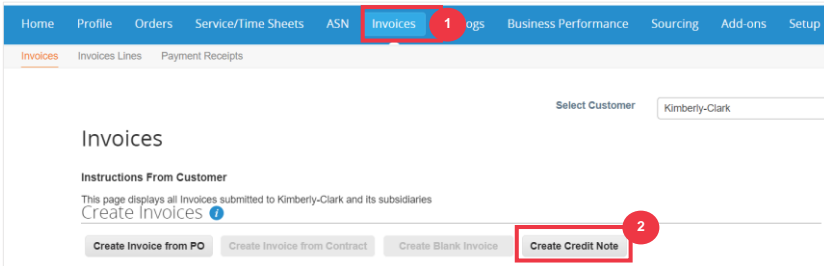 Home Profile Orders Service/Time Sheets ASN Invoices 1 ogs Business Performance Sourcing Add-ons Setup
Invoices Invoices Lines Payment Receipts
Select Customer Kimberly-Clark
Invoices
Instructions From Customer
This page displays all Invoices submitted to Kimberly-Clark and its subsidiaries
Create Invoices i
2
Create Invoice from PO Create Invoice from Contract Create Blank Invoice Create Credit Note